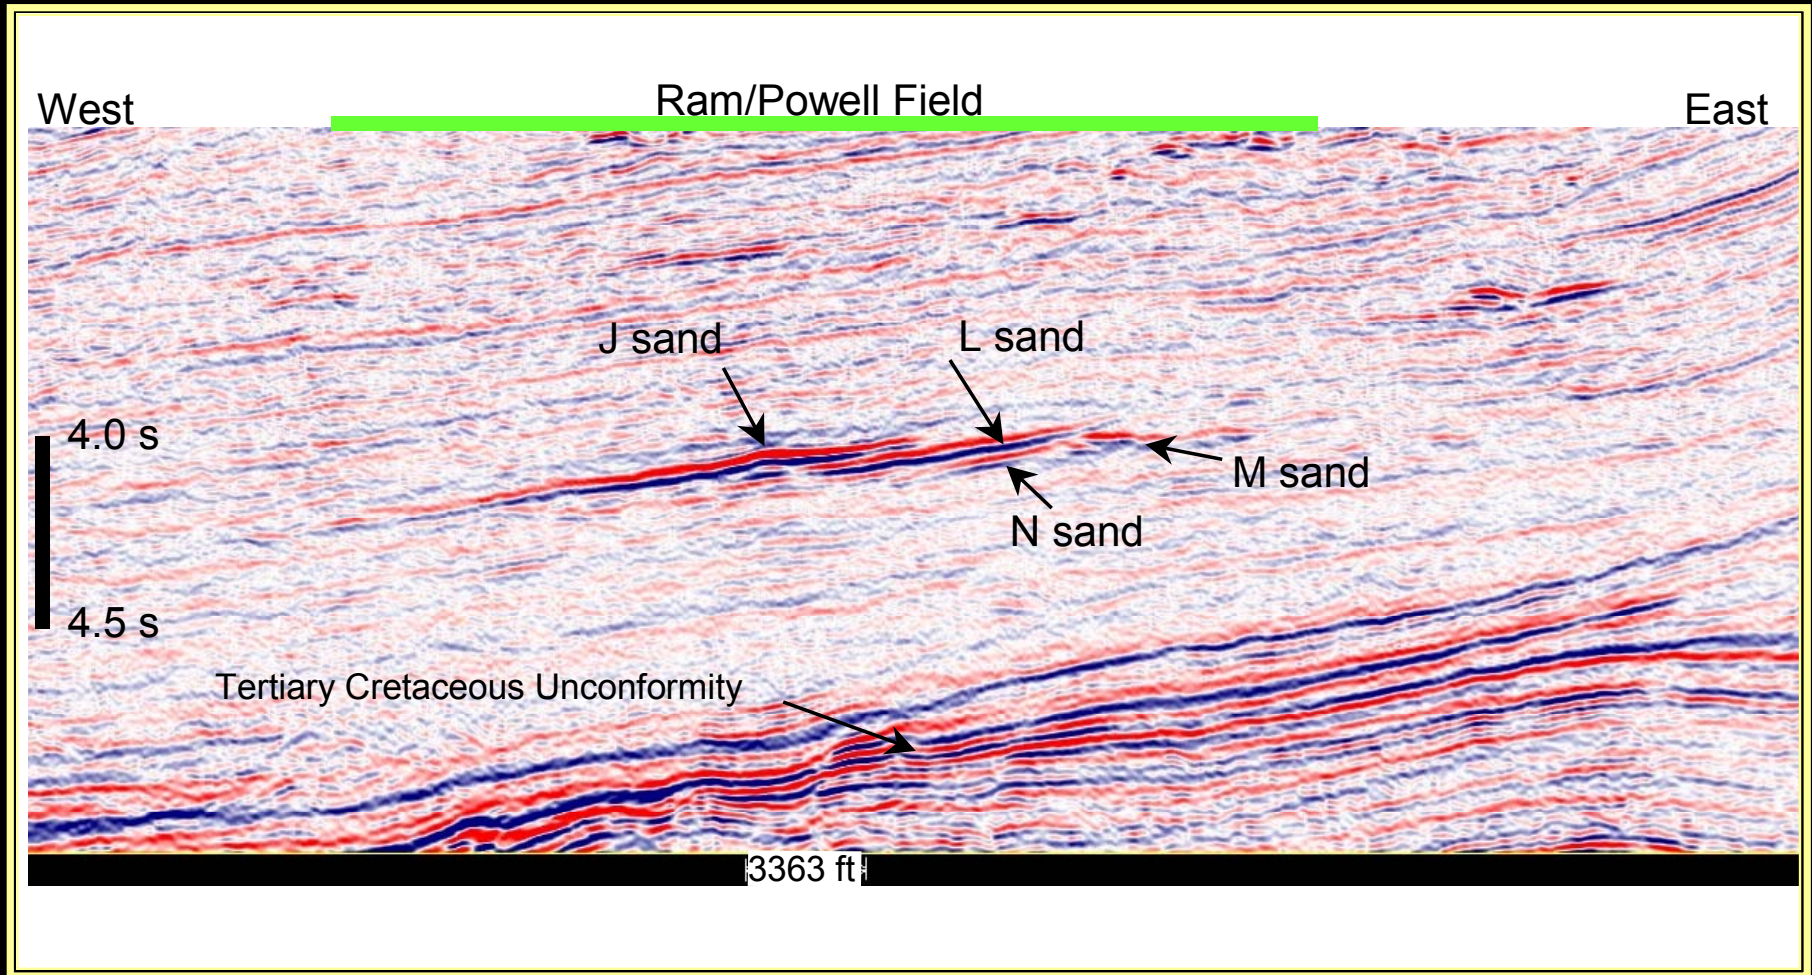 Ram/Powell Field
West
East
J sand
L sand
4.0 s
M sand
N sand
4.5 s
Tertiary Cretaceous Unconformity
3363 ft